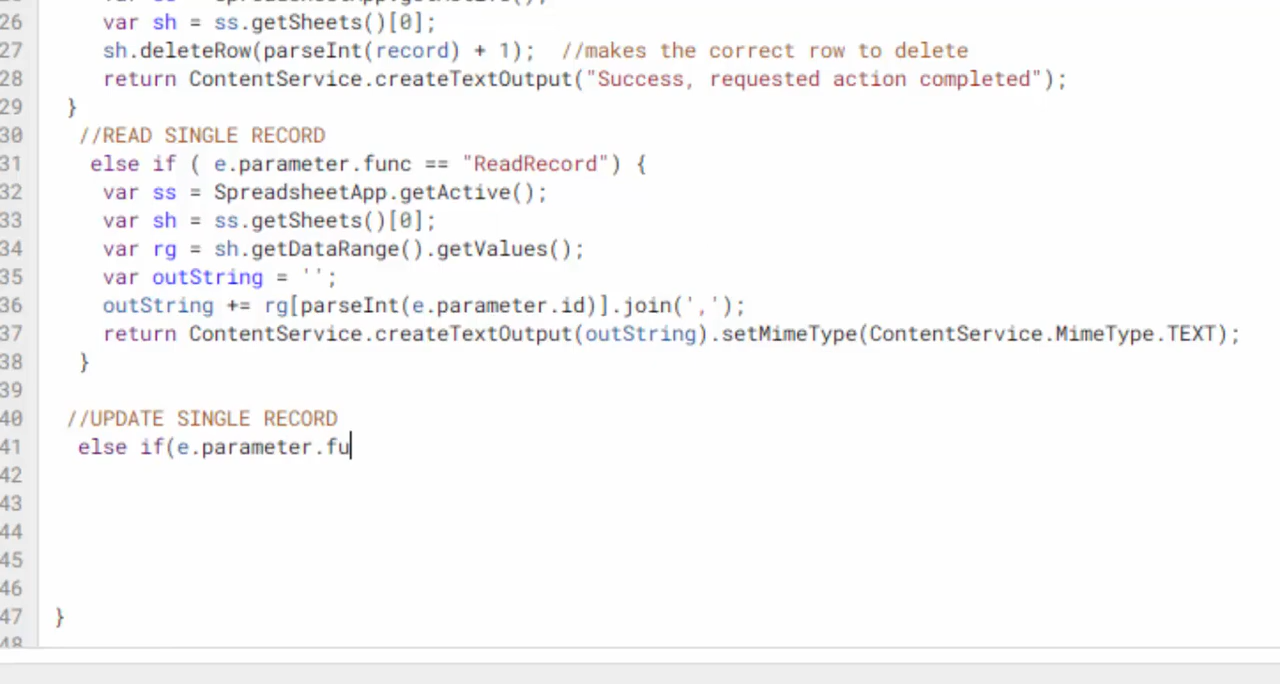 26 var sh = ss.getSheets()[0];
27 sh.deleteRow(parseInt(record) + 1);  //makes the correct row to delete
28 return ContentService.createTextOutput("Success, requested action completed");
29 }
30 //READ SINGLE RECORD
31 else if ( e.parameter.func == "ReadRecord") {
32 var ss = SpreadsheetApp.getActive();
33 var sh = ss.getSheets()[0];
34 var rg = sh.getDataRange().getValues();
35 var outString = '';
36 outString += rg[parseInt(e.parameter.id)].join(',');
37 return ContentService.createTextOutput(outString).setMimeType(ContentService.MimeType.TEXT);
38 }
39
40 //UPDATE SINGLE RECORD
41 else if(e.parameter.fu
42
43
44
45
46
47 }
48